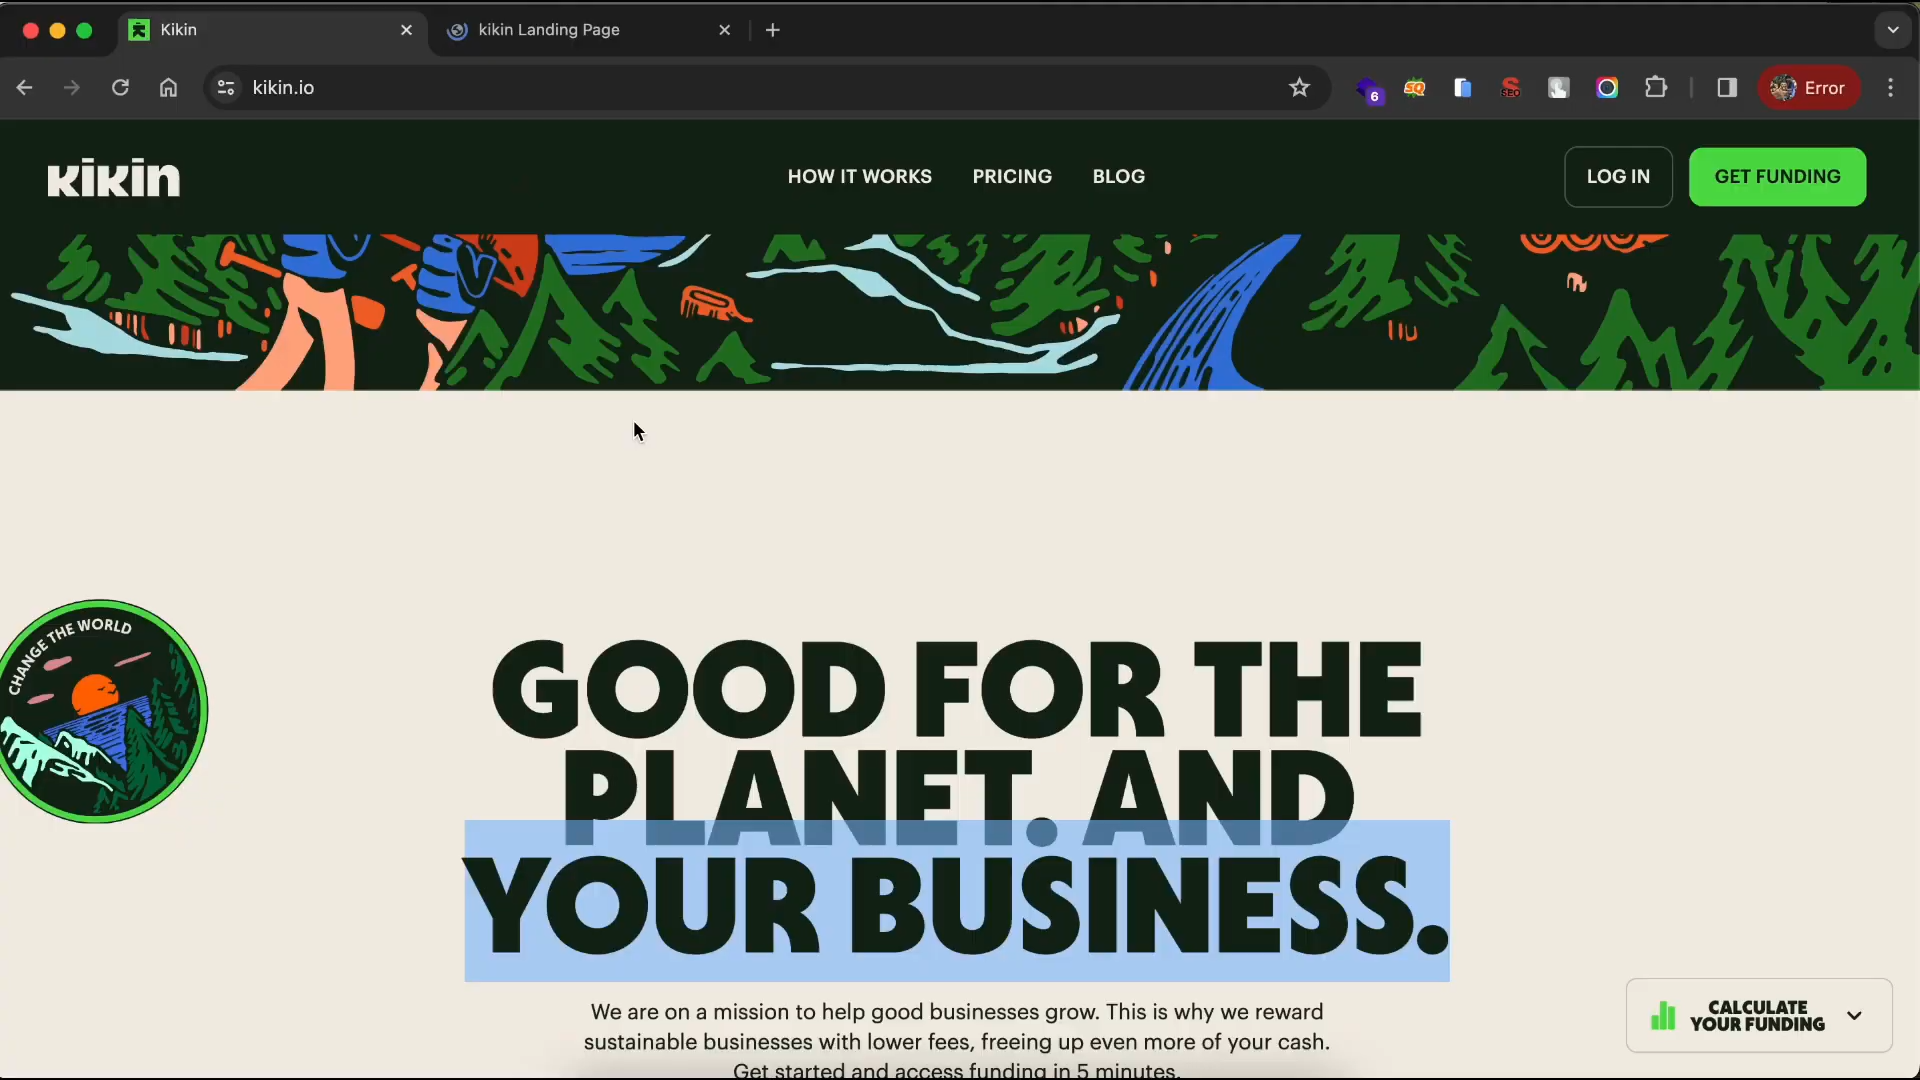 Kikin
kikin Landing Page
kikin.io
6
SQ
SEO
Error
kikin
HOW IT WORKS
PRICING
BLOG
LOG IN
GET FUNDING
CHANGE THE WORLD
GOOD FOR THE
PLANET. AND
YOUR BUSINESS.
We are on a mission to help good businesses grow. This is why we reward
sustainable businesses with lower fees, freeing up even more of your cash.
Get started and access funding in 5 minutes.
CALCULATE
YOUR FUNDING